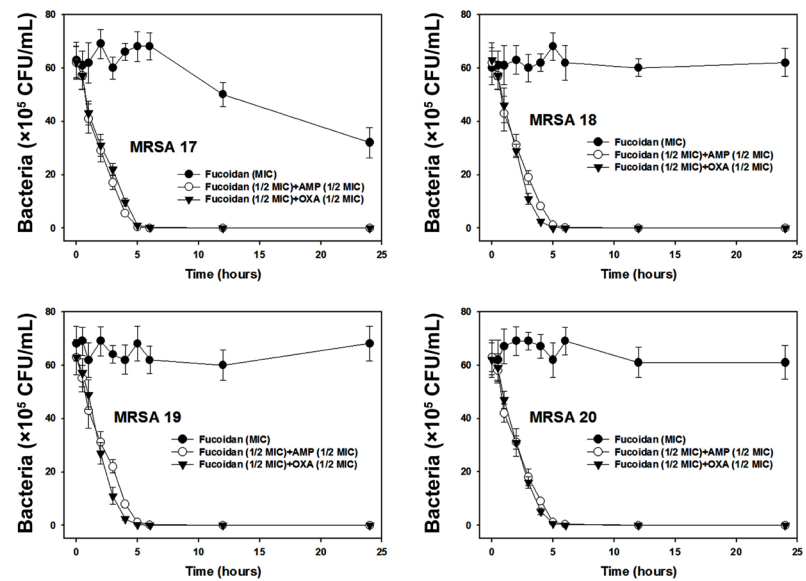 80
60
40
20
0
Bacteria (×10⁵ CFU/mL)
MRSA 17
Fucoidan (MIC)
Fucoidan (1/2 MIC)+AMP (1/2 MIC)
Fucoidan (1/2 MIC)+OXA (1/2 MIC)
0 5 10 15 20 25
Time (hours)
80
60
40
20
0
Bacteria (×10⁵ CFU/mL)
MRSA 18
Fucoidan (MIC)
Fucoidan (1/2 MIC)+AMP (1/2 MIC)
Fucoidan (1/2 MIC)+OXA (1/2 MIC)
0 5 10 15 20 25
Time (hours)
80
60
40
20
0
Bacteria (×10⁵ CFU/mL)
MRSA 19
Fucoidan (MIC)
Fucoidan (1/2 MIC)+AMP (1/2 MIC)
Fucoidan (1/2 MIC)+OXA (1/2 MIC)
0 5 10 15 20 25
Time (hours)
80
60
40
20
0
Bacteria (×10⁵ CFU/mL)
MRSA 20
Fucoidan (MIC)
Fucoidan (1/2 MIC)+AMP (1/2 MIC)
Fucoidan (1/2 MIC)+OXA (1/2 MIC)
0 5 10 15 20 25
Time (hours)